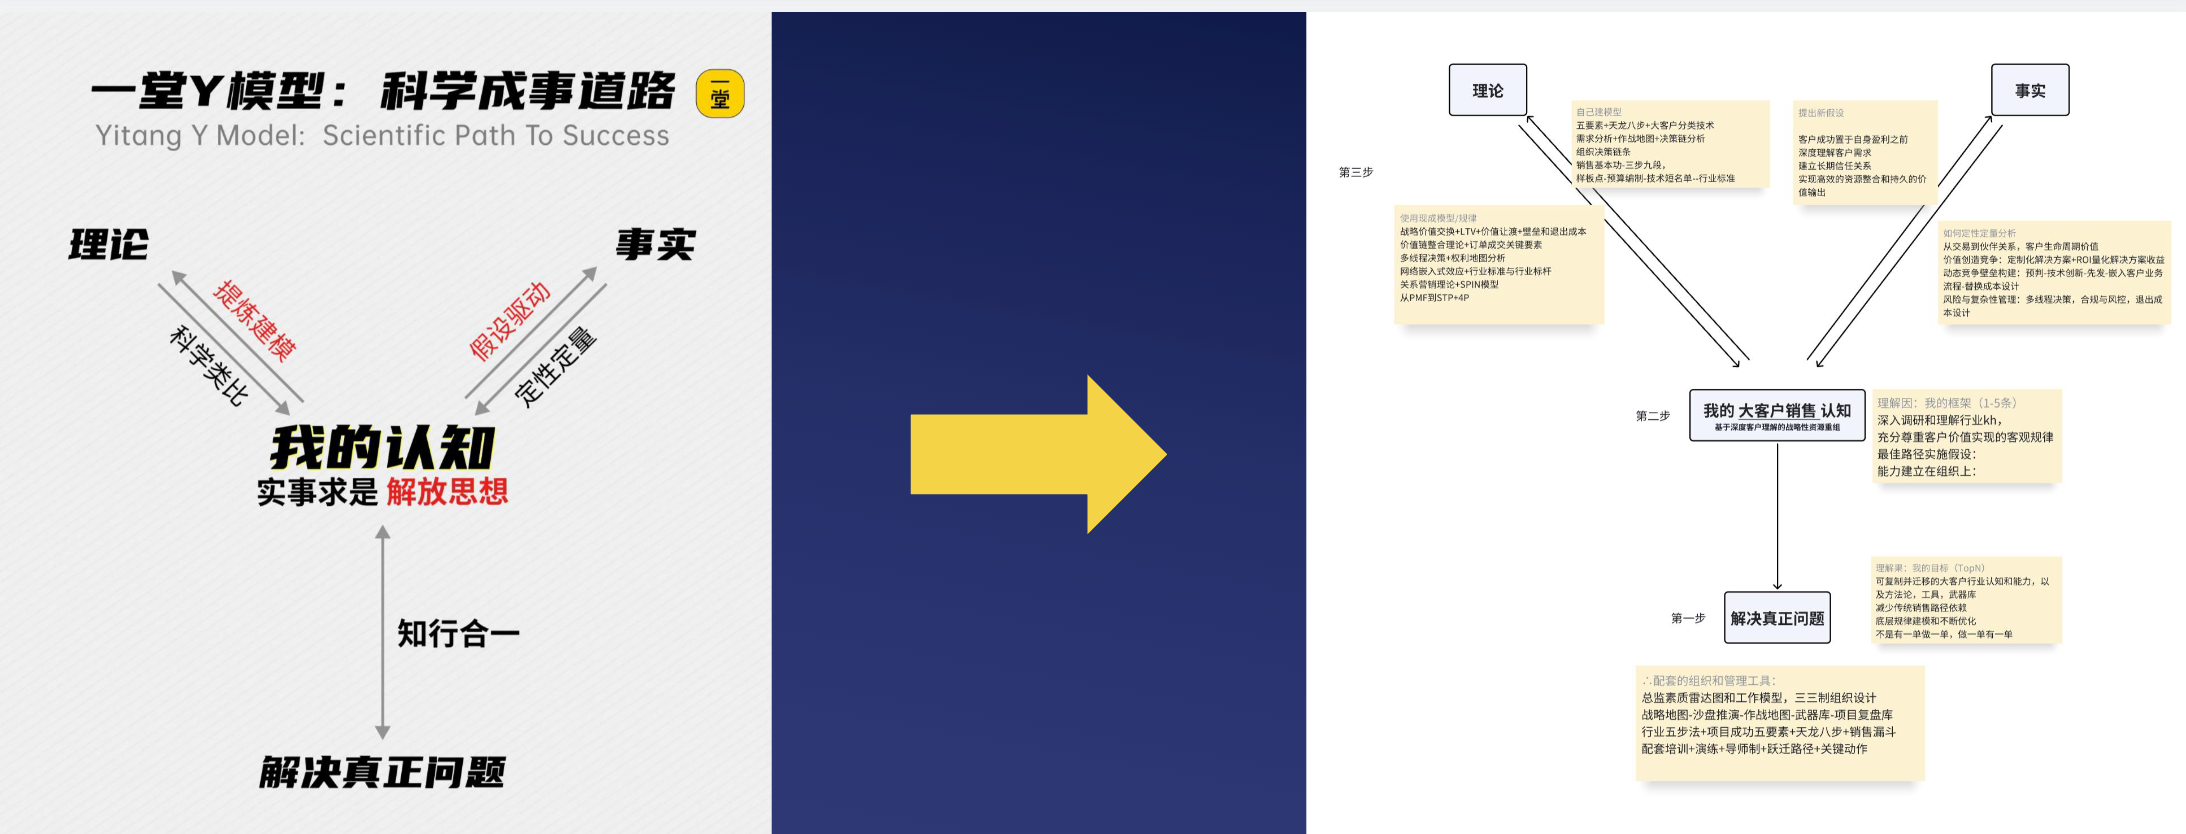 一堂Y模型：科学成事道路
一堂
Yitang Y Model: Scientific Path To Success
理论
事实
提炼建模
科学类比
假设驱动
定性定量
我的认知
实事求是 解放思想
知行合一
解决真正问题
理论
事实
第三步
自己建模型
五要素+天龙八步+大客户分类技术
需求分析+作战地图+决策链分析
组织决策链条
销售基本功-三步九段，
样板点-预算编制-技术短名单--行业标准
提出新假设
客户成功置于自身盈利之前
深度理解客户需求
建立长期信任关系
实现高效的资源整合和持久的价
值输出
使用现成模型/规律
战略价值交换+LTV+价值让渡+壁垒和退出成本
价值链整合理论+订单成交关键要素
多线程决策+权利地图分析
网络嵌入式效应+行业标准与行业标杆
关系营销理论+SPIN模型
从PMF到STP+4P
如何定性定量分析
从交易到伙伴关系，客户生命周期价值
价值创造竞争：定制化解决方案+ROI量化解决方案收益
动态竞争壁垒构建：预判-技术创新-先发-嵌入客户业务
流程-替换成本设计
风险与复杂性管理：多线程决策，合规与风控，退出成
本设计
第二步
我的 大客户销售 认知
基于深度客户理解的战略性资源重组
理解因：我的框架（1-5条）
深入调研和理解行业kh，
充分尊重客户价值实现的客观规律
最佳路径实施假设：
能力建立在组织上：
第一步
解决真正问题
理解果：我的目标（TopN）
可复制并迁移的大客户行业认知和能力，以
及方法论，工具，武器库
减少传统销售路径依赖
底层规律建模和不断优化
不是有一单做一单，做一单有一单
∴配套的组织和管理工具：
总监素质雷达图和工作模型，三三制组织设计
战略地图-沙盘推演-作战地图-武器库-项目复盘库
行业五步法+项目成功五要素+天龙八步+销售漏斗
配套培训+演练+导师制+跃迁路径+关键动作